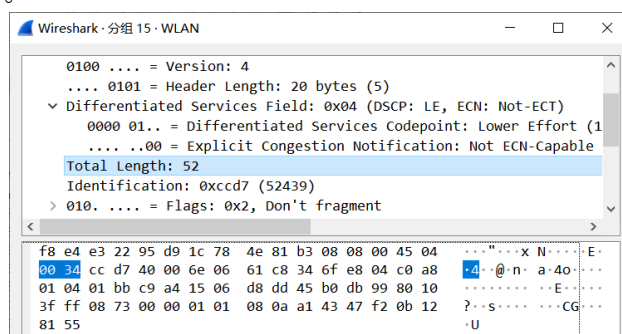 Wireshark · 分组 15 · WLAN
0100 .... = Version: 4
.... 0101 = Header Length: 20 bytes (5)
Differentiated Services Field: 0x04 (DSCP: LE, ECN: Not-ECT)
0000 01.. = Differentiated Services Codepoint: Lower Effort (1
.... ..00 = Explicit Congestion Notification: Not ECN-Capable
Total Length: 52
Identification: 0xccd7 (52439)
010. .... = Flags: 0x2, Don't fragment
f8 e4 e3 22 95 d9 1c 78 4e 81 b3 08 08 00 45 04 ···"···x N·····E·
00 34 cc d7 40 00 6e 06 61 c8 34 6f e8 04 c0 a8 ·4··@·n· a·4o····
01 04 01 bb c9 a4 15 06 d8 dd 45 b0 db 99 80 10 ········ ··E·····
3f ff 08 73 00 00 01 01 08 0a a1 43 47 f2 0b 12 ?··s···· ···CG···
81 55 ·U